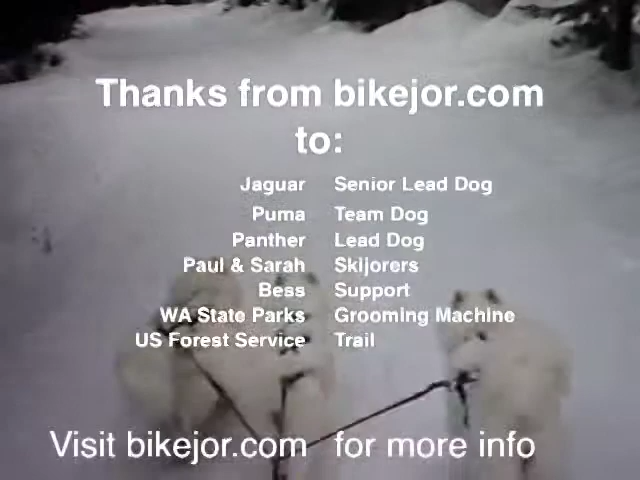 Thanks from bikejor.com
to:
Jaguar Senior Lead Dog
Puma Team Dog
Panther Lead Dog
Paul & Sarah Skijorers
Bess Support
WA State Parks Grooming Machine
US Forest Service Trail
Visit bikejor.com for more info